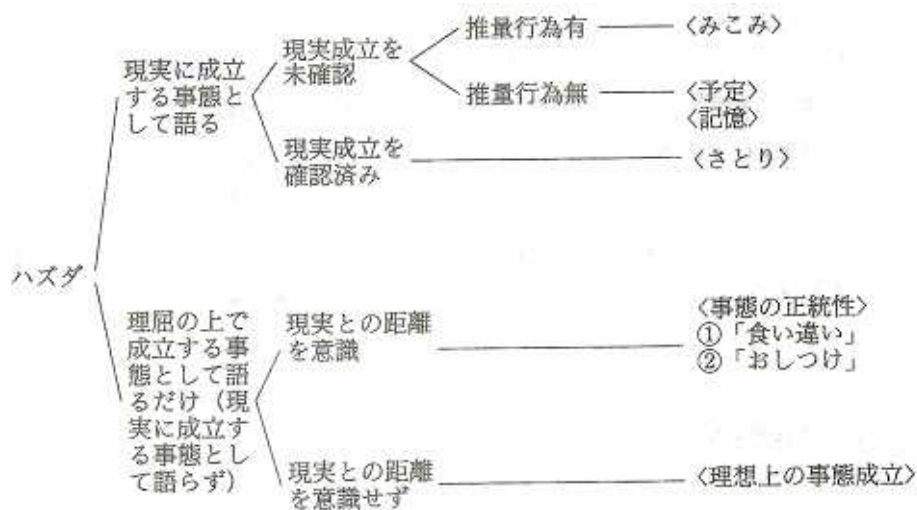 ハズダ
現実に成立
する事態と
して語る
現実成立を
未確認
推量行為有
〈みこみ〉
推量行為無
〈予定〉
〈記憶〉
現実成立を
確認済み
〈さとり〉
理屈の上で
成立する事
態として語
るだけ（現
実に成立す
る事態とし
て語らず）
現実との距離
を意識
〈事態の正統性〉
①「食い違い」
②「おしつけ」
現実との距離
を意識せず
〈理想上の事態成立〉